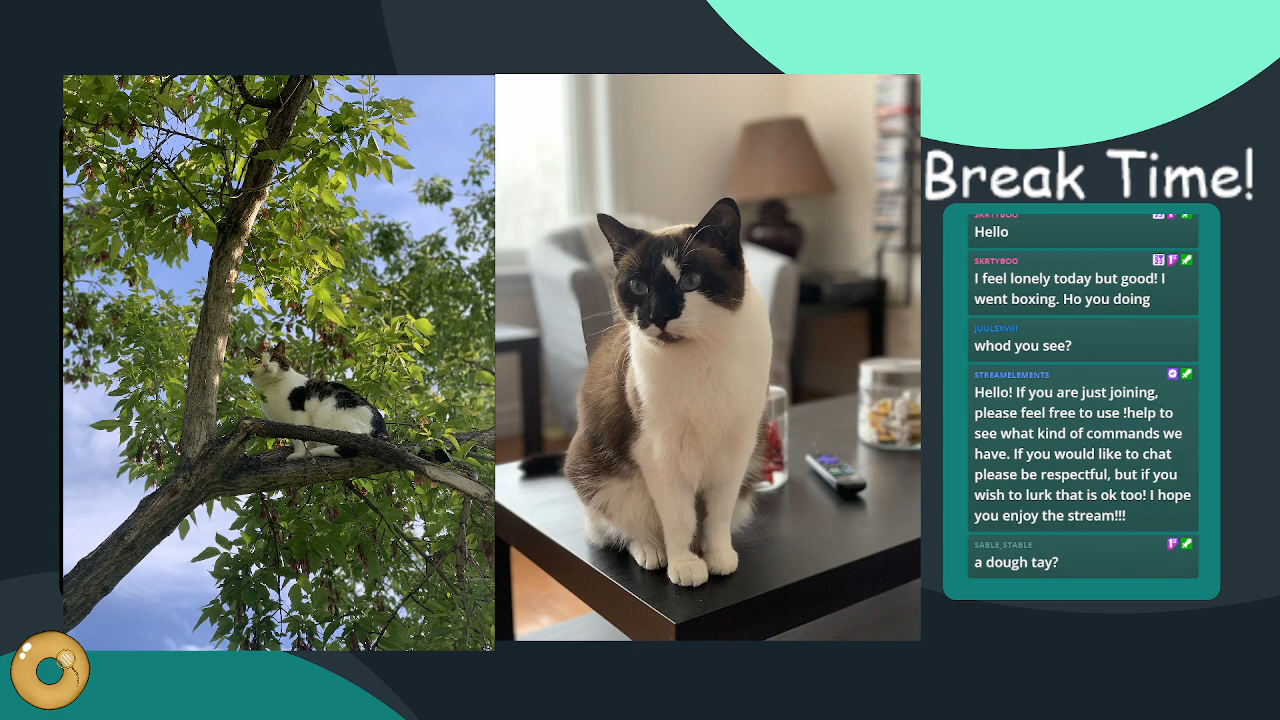 Break Time!
SKRTYBOO
Hello
SKRTYBOO
I feel lonely today but good! I
went boxing. Ho you doing
JUULSXVIII
whod you see?
STREAMELEMENTS
Hello! If you are just joining,
please feel free to use !help to
see what kind of commands we
have. If you would like to chat
please be respectful, but if you
wish to lurk that is ok too! I hope
you enjoy the stream!!!
SABLE_STABLE
a dough tay?